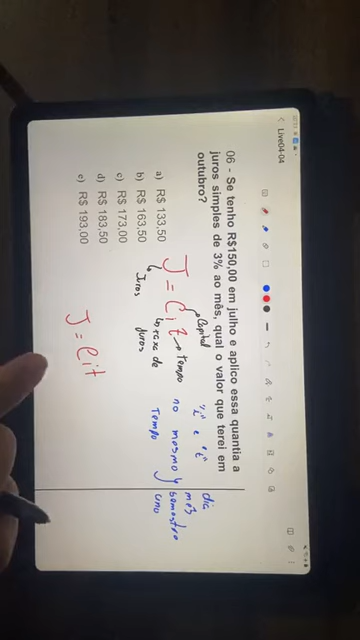 Live04-04
06 - Se tenho R$150,00 em julho e aplico essa quantia a
juros simples de 3% ao mês, qual o valor que terei em
outubro?
a) R$ 133,50
b) R$ 163,50
c) R$ 173,00
d) R$ 183,50
e) R$ 193,00
Capital
J = C i t → tempo
taxa de
juros
Juros
"i" e "t"
no mesmo
Tempo
dia
mês
semestre
ano
J = Cit